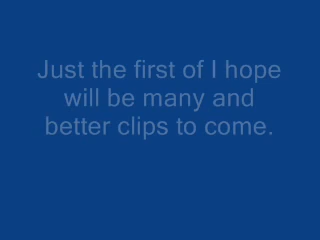 Just the first of I hope
will be many and
better clips to come.